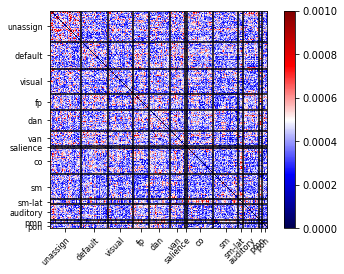 unassign
default
visual
fp
dan
van
salience
co
sm
sm-lat
auditory
pmn
pon
unassign
default
visual
fp
dan
van
salience
co
sm
sm-lat
auditory
0.0010
0.0008
0.0006
0.0004
0.0002
0.0000